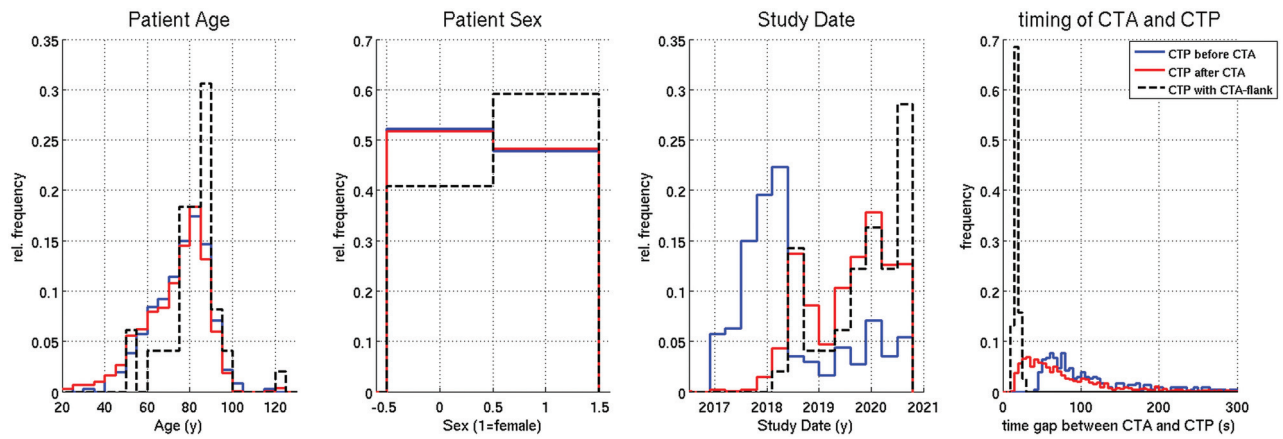 Patient Age
Patient Sex
Study Date
timing of CTA and CTP
rel. frequency
0.35
0.3
0.25
0.2
0.15
0.1
0.05
0
20 40 60 80 100 120
Age (y)
rel. frequency
0.7
0.6
0.5
0.4
0.3
0.2
0.1
0
-0.5 0 0.5 1 1.5
Sex (1=female)
rel. frequency
0.35
0.3
0.25
0.2
0.15
0.1
0.05
0
2017 2018 2019 2020 2021
Study Date (y)
frequency
0.7
0.6
0.5
0.4
0.3
0.2
0.1
0
0 100 200 300
time gap between CTA and CTP (s)
CTP before CTA
CTP after CTA
CTP with CTA-flank